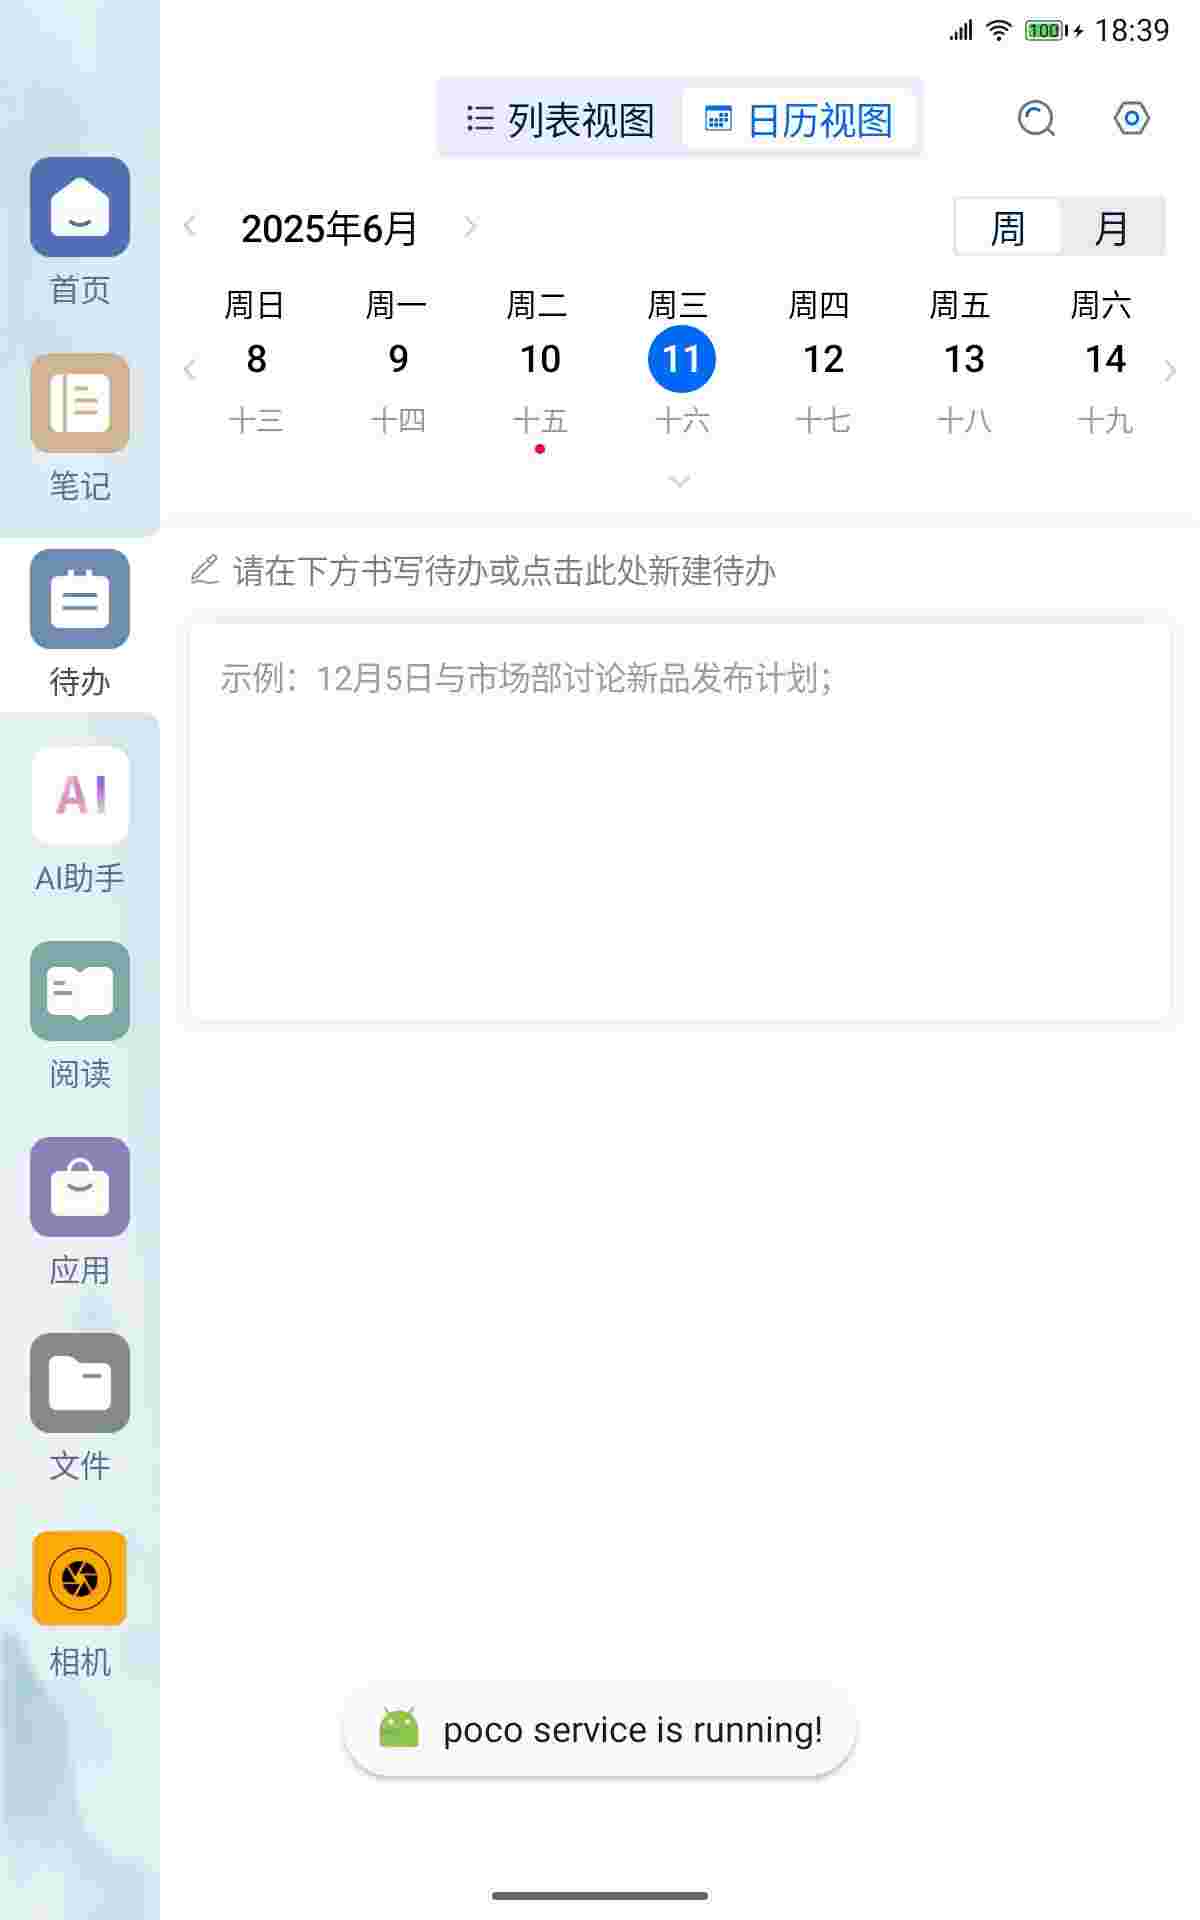 100 18:39
列表视图 日历视图
2025年6月 周 月
周日 周一 周二 周三 周四 周五 周六
8 9 10 11 12 13 14
十三 十四 十五 十六 十七 十八 十九
请在下方书写待办或点击此处新建待办
示例：12月5日与市场部讨论新品发布计划；
首页
笔记
待办
AI
AI助手
阅读
应用
文件
相机
poco service is running!